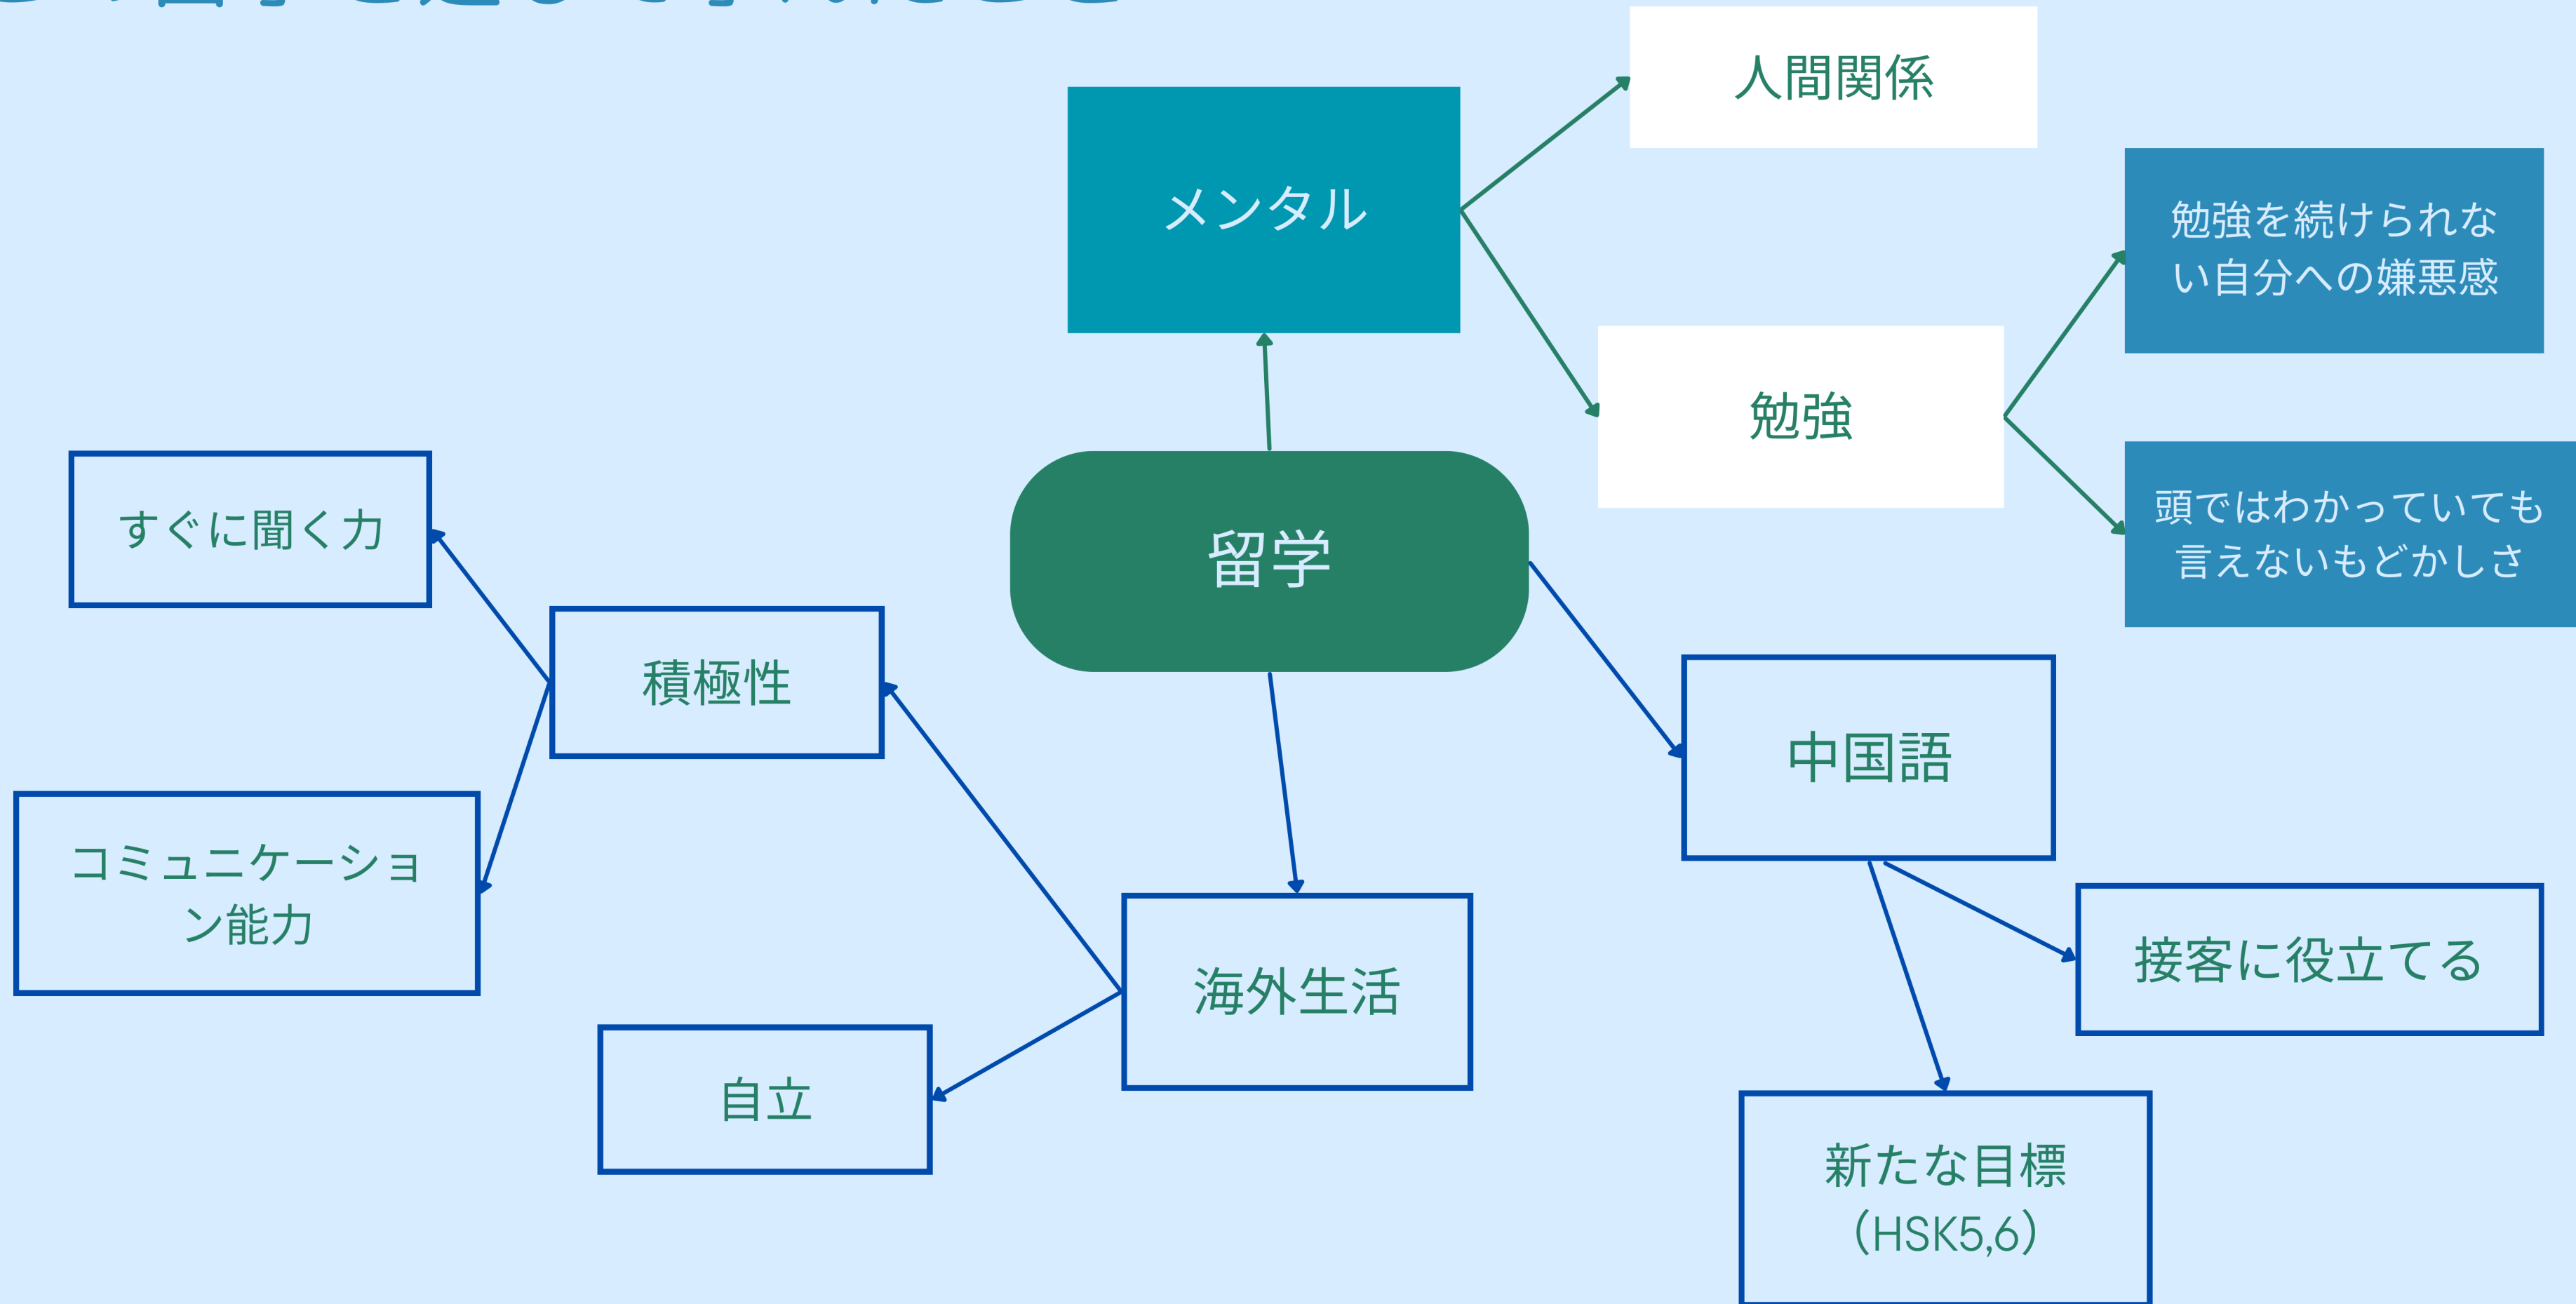 人間関係
メンタル
勉強を続けられな
い自分への嫌悪感
勉強
頭ではわかっていても
言えないもどかしさ
留学
すぐに聞く力
積極性
コミュニケーショ
ン能力
中国語
海外生活
接客に役立てる
自立
新たな目標
（HSK5,6）